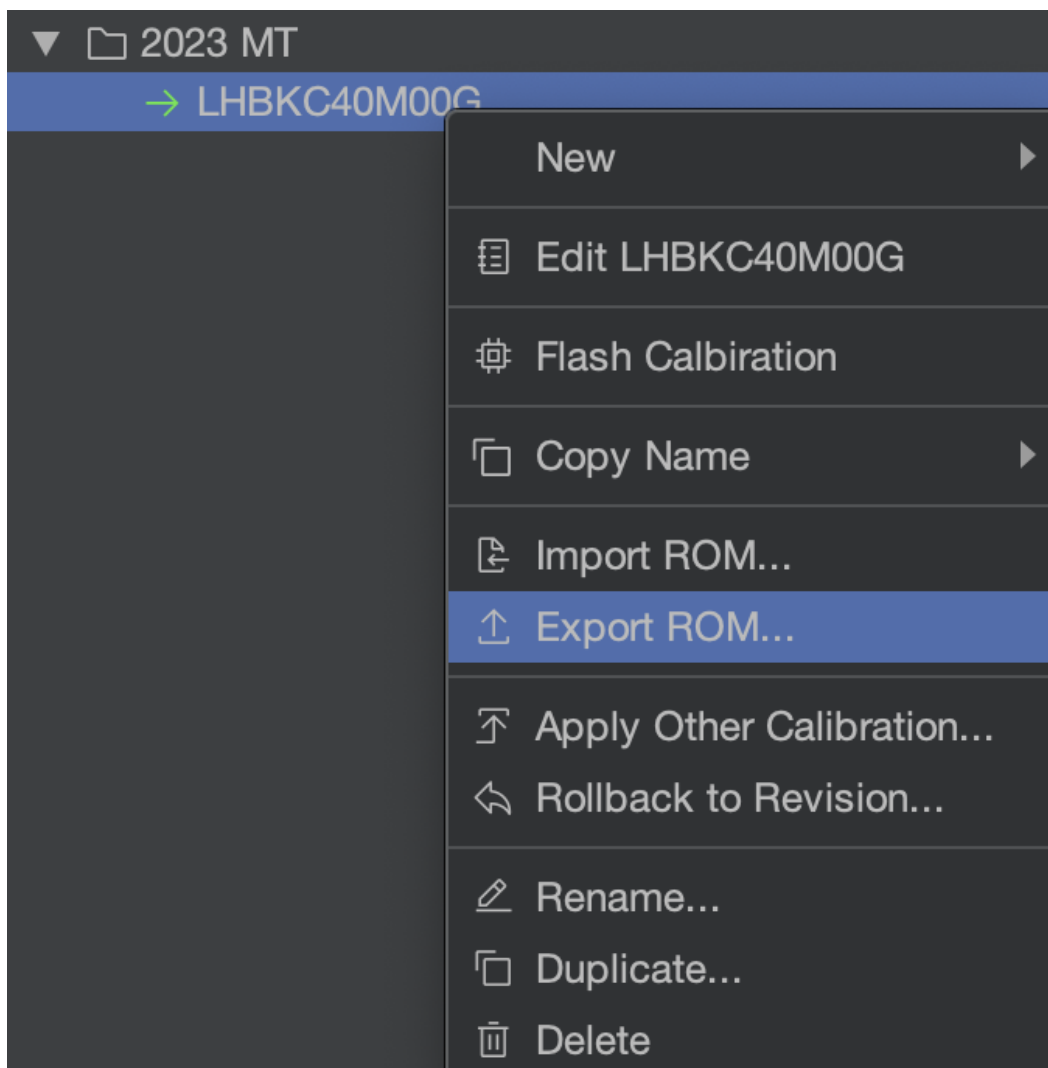 2023 MT
LHBKC40M00G
New
Edit LHBKC40M00G
Flash Calbiration
Copy Name
Import ROM...
Export ROM...
Apply Other Calibration...
Rollback to Revision...
Rename...
Duplicate...
Delete